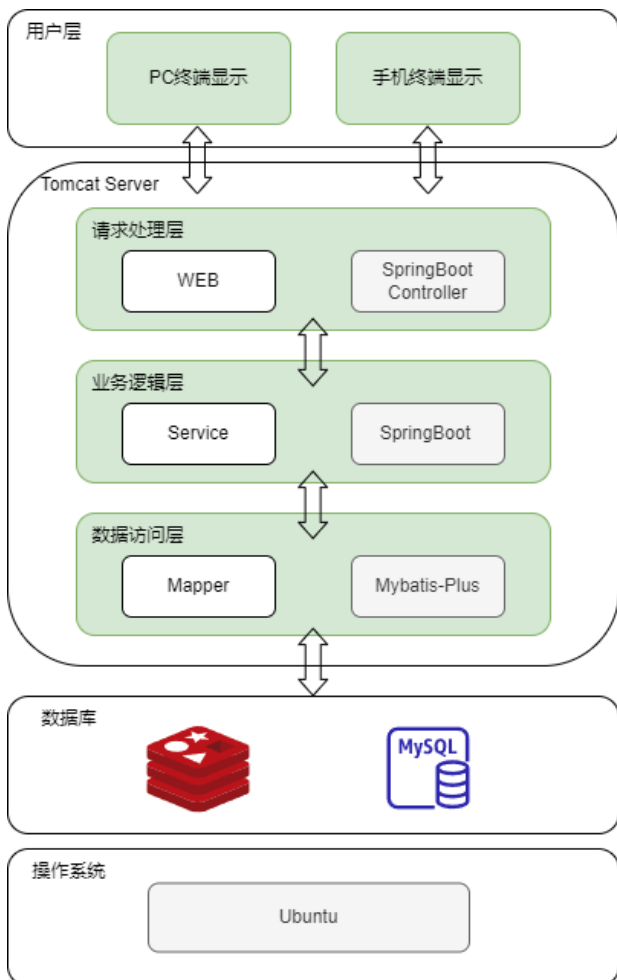 用户层
PC终端显示
手机终端显示
Tomcat Server
请求处理层
WEB
SpringBoot
Controller
业务逻辑层
Service
SpringBoot
数据访问层
Mapper
Mybatis-Plus
数据库
MySQL
操作系统
Ubuntu